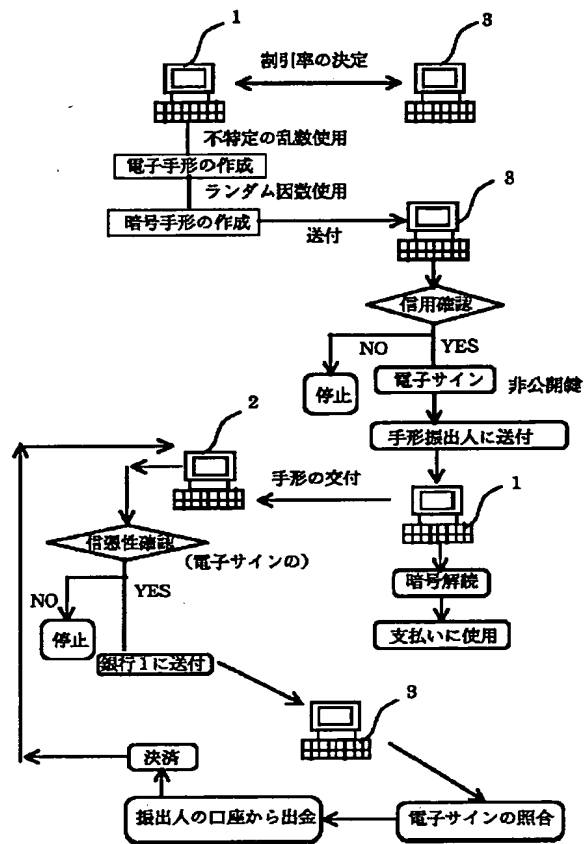 1
3
割引率の決定
不特定の乱数使用
電子手形の作成
ランダム因数使用
暗号手形の作成
送付
3
信用確認
NO
YES
停止
電子サイン
非公開鍵
手形振出人に送付
2
手形の交付
1
信憑性確認
(電子サインの)
NO
YES
停止
暗号解読
支払いに使用
銀行1に送付
3
決済
振出人の口座から出金
電子サインの照合